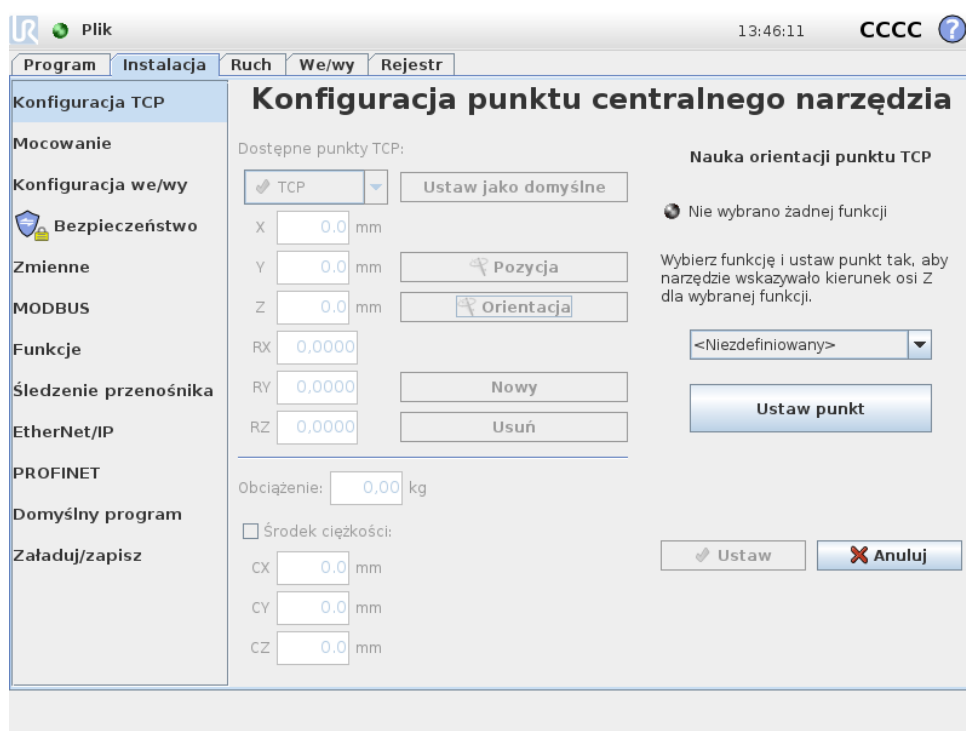 UR Plik 13:46:11 CCCC ?
Program Instalacja Ruch We/wy Rejestr
Konfiguracja TCP
Mocowanie
Konfiguracja we/wy
Bezpieczeństwo
Zmienne
MODBUS
Funkcje
Śledzenie przenośnika
EtherNet/IP
PROFINET
Domyślny program
Załaduj/zapisz
Konfiguracja punktu centralnego narzędzia
Dostępne punkty TCP:
TCP Ustaw jako domyślne
X 0.0 mm
Y 0.0 mm Pozycja
Z 0.0 mm Orientacja
RX 0,0000
RY 0,0000 Nowy
RZ 0,0000 Usuń
Obciążenie: 0,00 kg
Środek ciężkości:
CX 0.0 mm
CY 0.0 mm
CZ 0.0 mm
Nauka orientacji punktu TCP
Nie wybrano żadnej funkcji
Wybierz funkcję i ustaw punkt tak, aby
narzędzie wskazywało kierunek osi Z
dla wybranej funkcji.
<Niezdefiniowany>
Ustaw punkt
Ustaw Anuluj